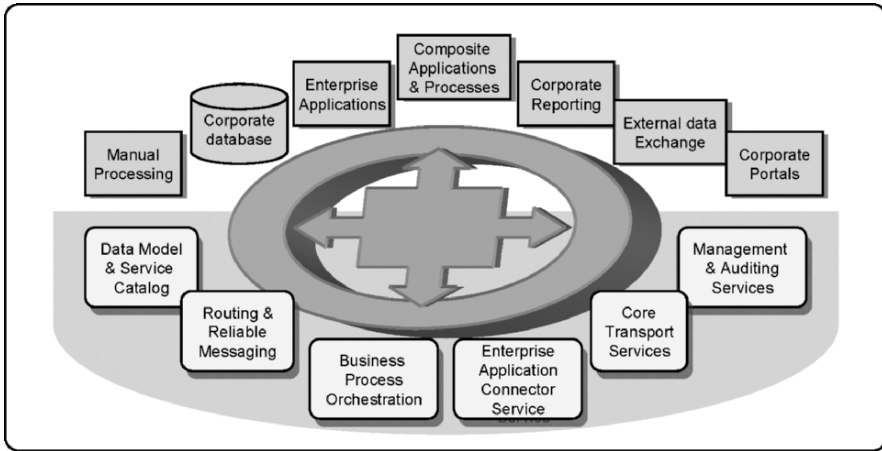 Composite
Applications
& Processes
Enterprise
Applications
Corporate
Reporting
Corporate
database
External data
Exchange
Manual
Processing
Corporate
Portals
Data Model
& Service
Catalog
Management
& Auditing
Services
Routing &
Reliable
Messaging
Core
Transport
Services
Business
Process
Orchestration
Enterprise
Application
Connector
Service